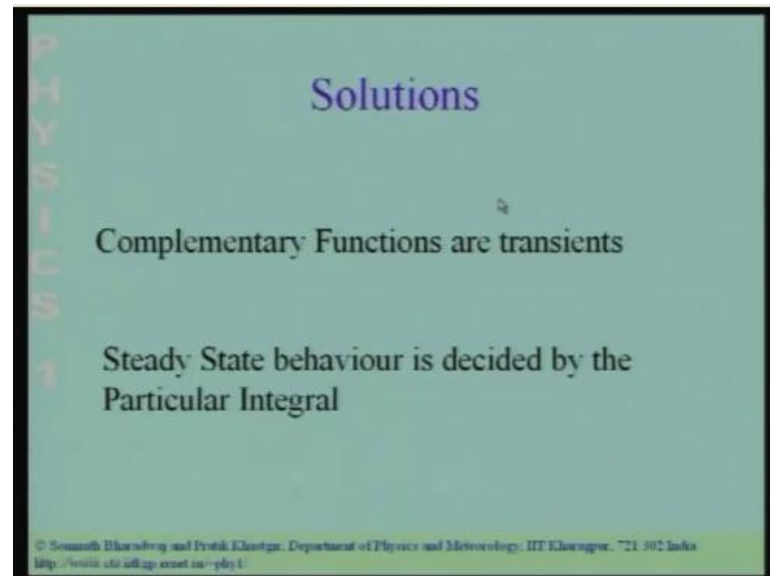 PHYSICS 1
Solutions
Complementary Functions are transients
Steady State behaviour is decided by the
Particular Integral
© Somnath Bharadwaj and Pratik Khastgir, Department of Physics and Meteorology, IIT Kharagpur, 721 302 India